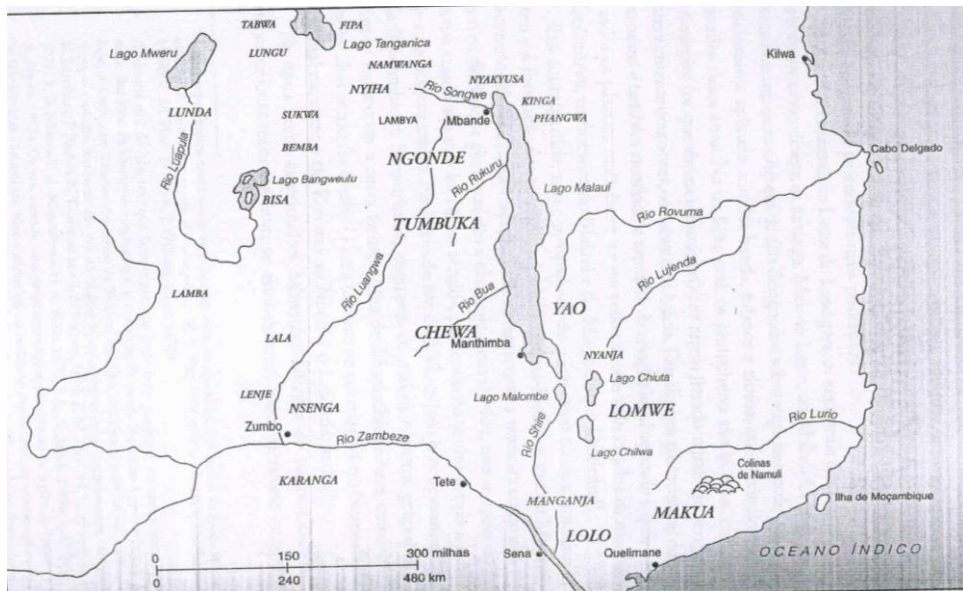 TABWA
FIPA
Lago Mweru
LUNGU
Lago Tanganica
NAMWANGA
Kilwa
NYAKYUSA
NYIHA
Rio Songwe
KINGA
LUNDA
SUKWA
LAMBYA
Mbande
PHANGWA
Rio Luapula
BEMBA
NGONDE
Cabo Delgado
Lago Bangweulu
Rio Rukuru
Lago Malaui
BISA
TUMBUKA
Rio Rovuma
Rio Luangwa
Rio Lujenda
LAMBA
Rio Bua
YAO
LALA
CHEWA
Manthimba
NYANJA
Lago Chiuta
LENJE
Lago Malombe
NSENGA
LOMWE
Rio Lurio
Zumbo
Rio Zambeze
Rio Shire
Lago Chilwa
Colinas
de Namuli
KARANGA
Tete
MANGANJA
MAKUA
Ilha de Moçambique
LOLO
0 150 300 milhas
Sena
Quelimane
OCEANO ÍNDICO
0 240 480 km